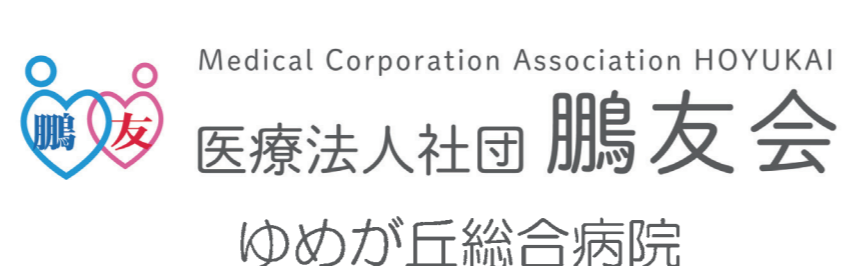 Medical Corporation Association HOYUKAI
鵬 友
医療法人社団 鵬友会
ゆめが丘総合病院